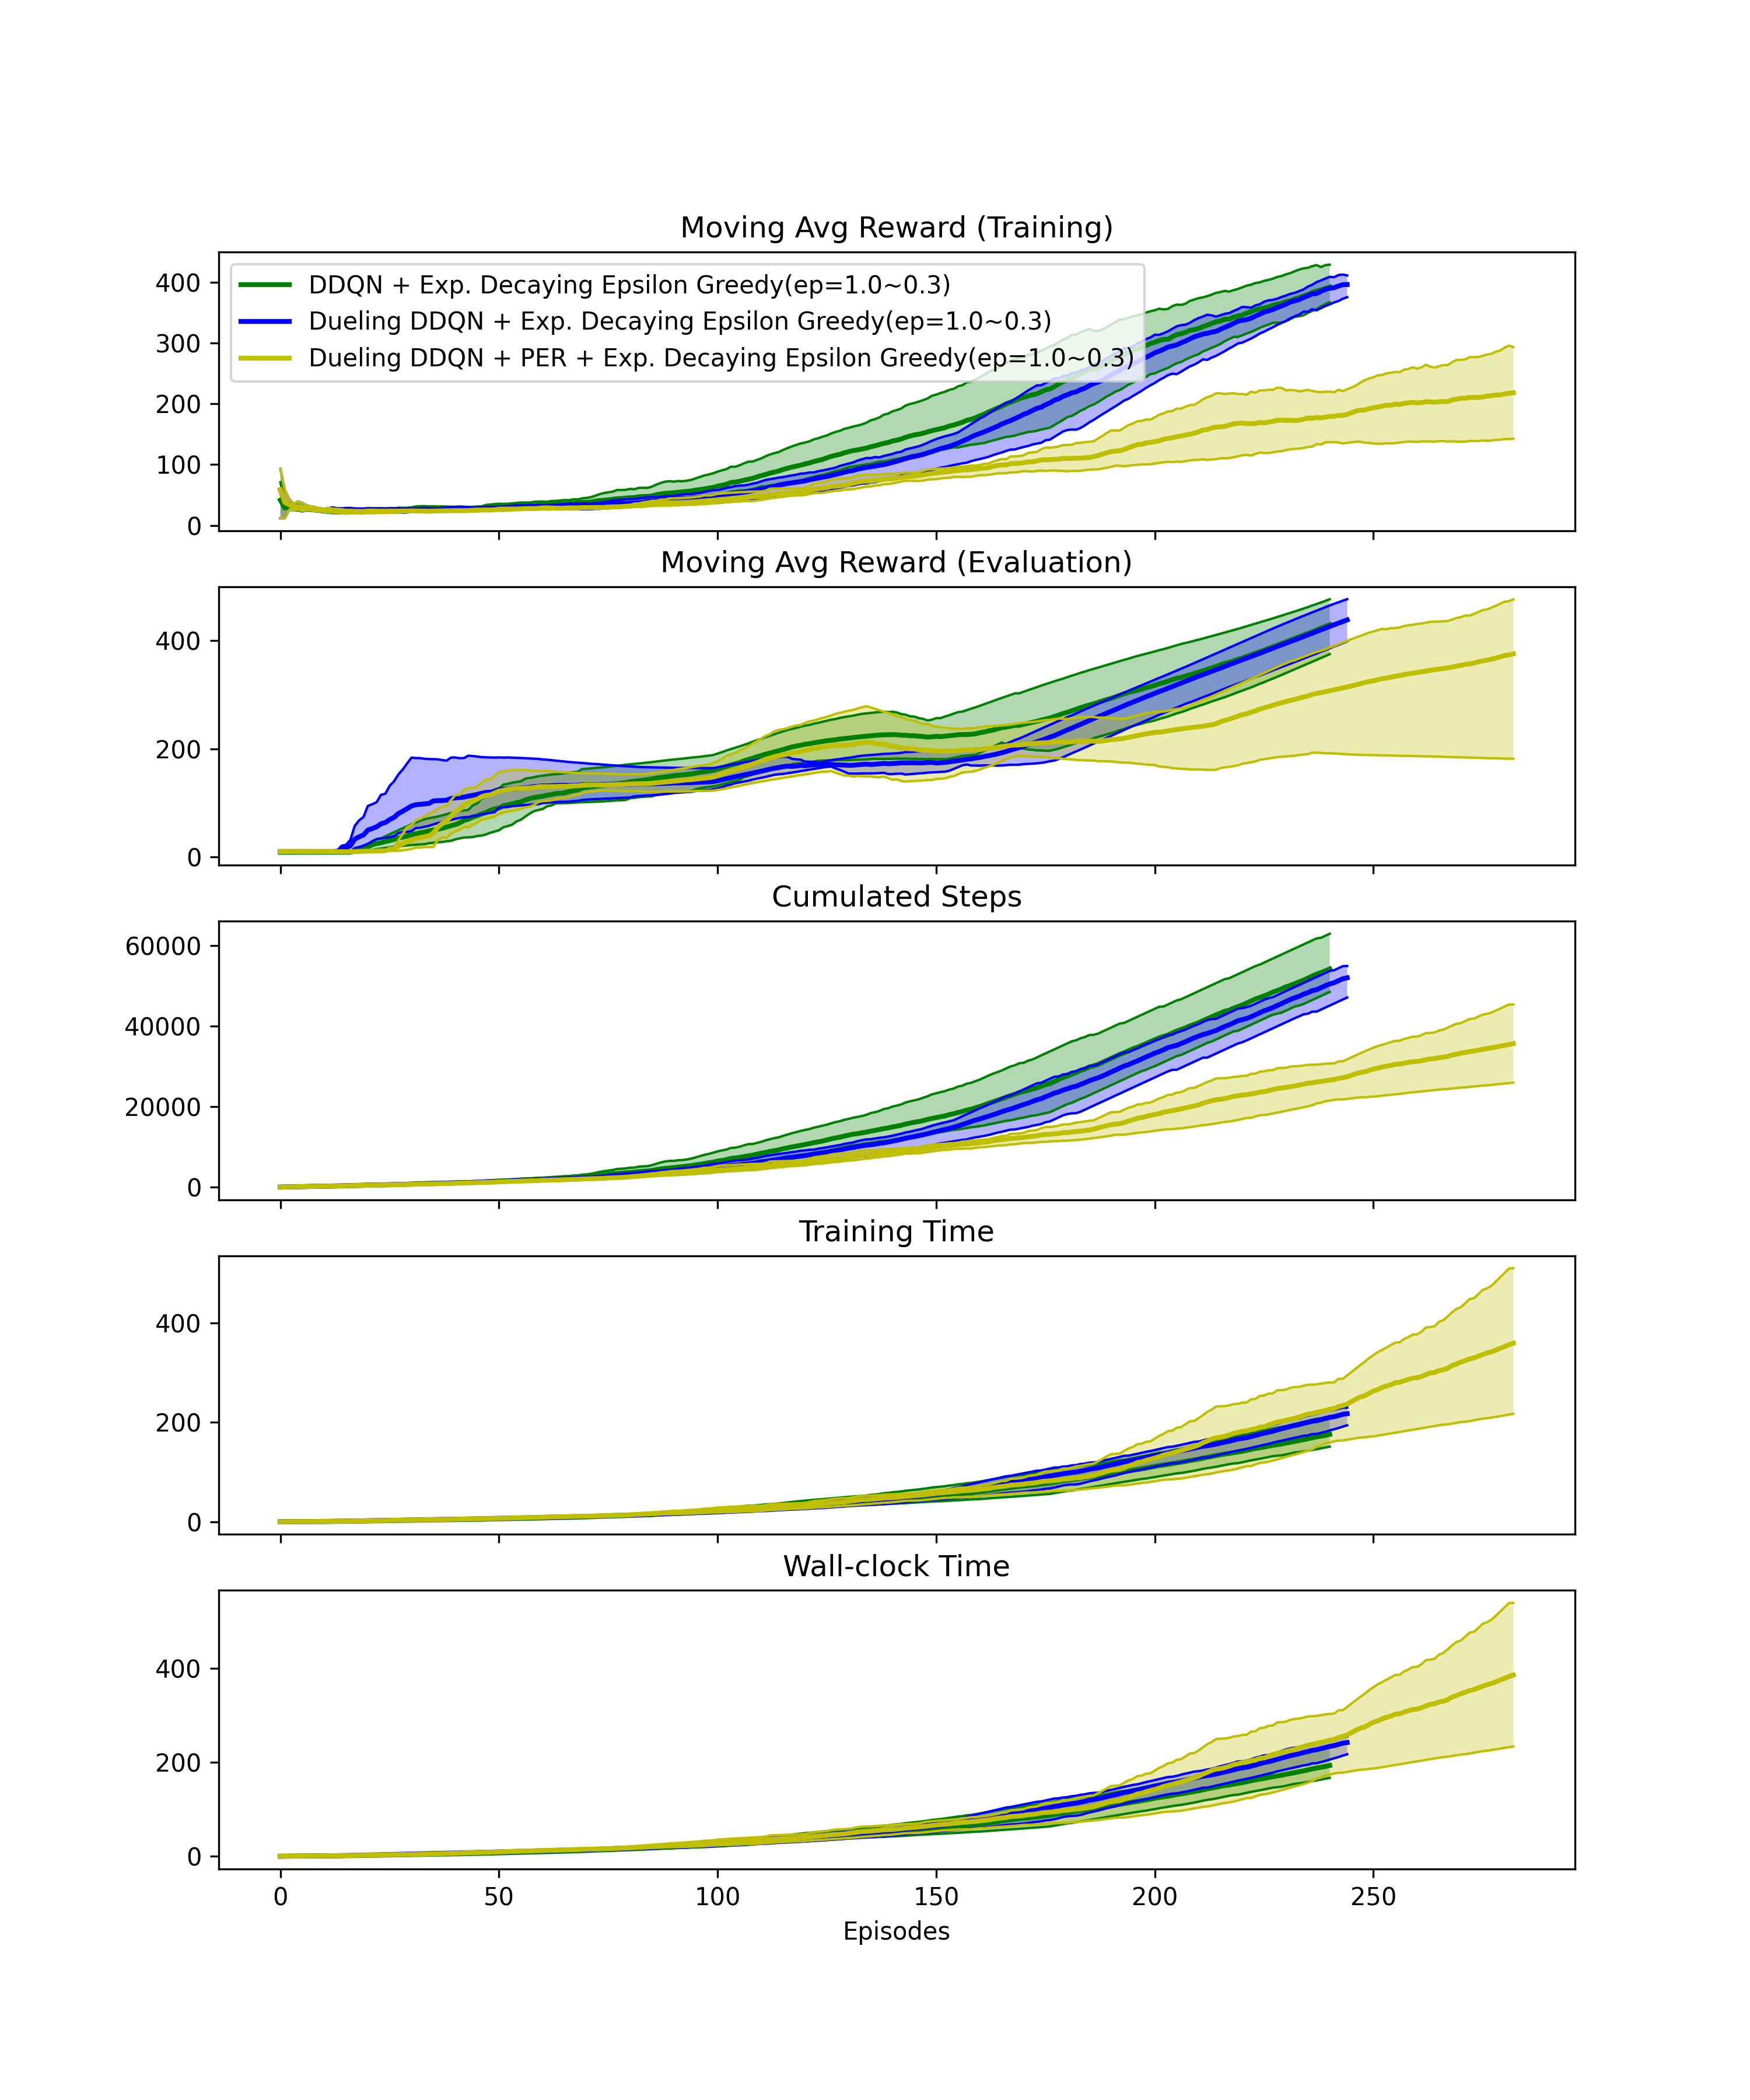 Moving Avg Reward (Training)
400
300
200
100
0
DDQN + Exp. Decaying Epsilon Greedy(ep=1.0~0.3)
Dueling DDQN + Exp. Decaying Epsilon Greedy(ep=1.0~0.3)
Dueling DDQN + PER + Exp. Decaying Epsilon Greedy(ep=1.0~0.3)
Moving Avg Reward (Evaluation)
400
200
0
Cumulated Steps
60000
40000
20000
0
Training Time
400
200
0
Wall-clock Time
400
200
0
0 50 100 150 200 250
Episodes